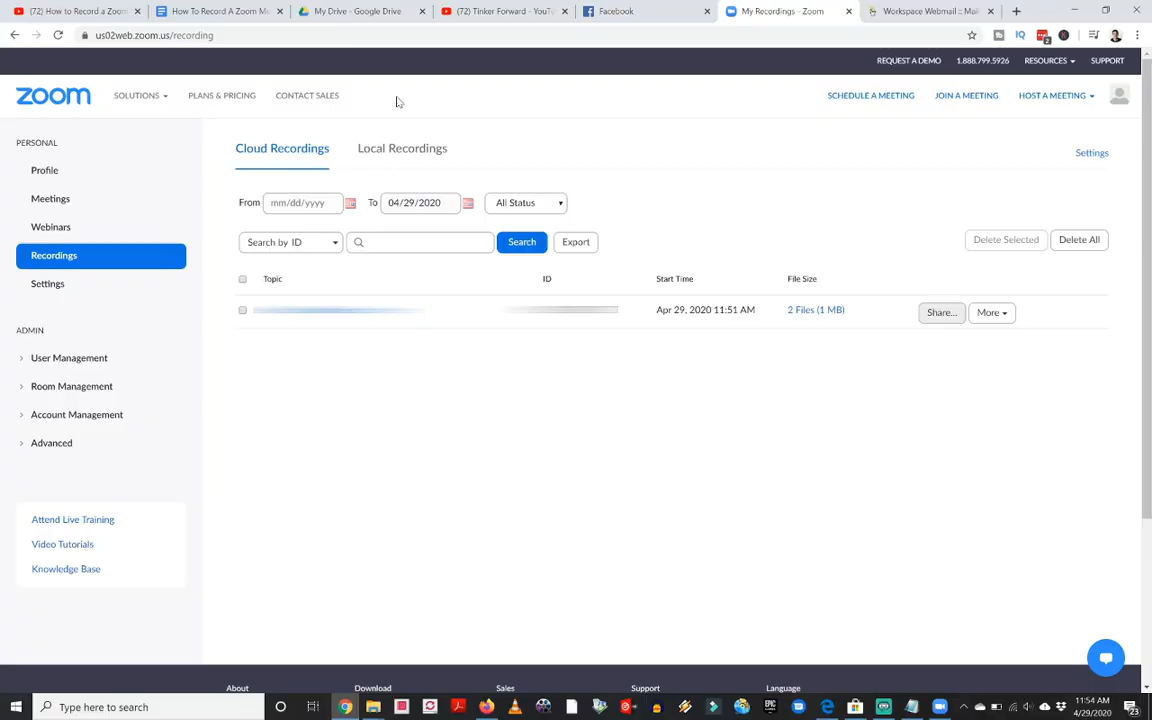 (72) How to Record a Zoom
How To Record A Zoom Me
My Drive - Google Drive
(72) Tinker Forward - YouTu
Facebook
My Recordings - Zoom
Workspace Webmail :: Mai
us02web.zoom.us/recording
REQUEST A DEMO 1.888.799.5926 RESOURCES SUPPORT
zoom SOLUTIONS PLANS & PRICING CONTACT SALES SCHEDULE A MEETING JOIN A MEETING HOST A MEETING
PERSONAL
Profile
Meetings
Webinars
Recordings
Settings
ADMIN
User Management
Room Management
Account Management
Advanced
Attend Live Training
Video Tutorials
Knowledge Base
Cloud Recordings Local Recordings Settings
From mm/dd/yyyy To 04/29/2020 All Status
Search by ID Search Export Delete Selected Delete All
Topic ID Start Time File Size
Apr 29, 2020 11:51 AM 2 Files (1 MB) Share... More
About Download Sales Support Language
Type here to search
11:54 AM
4/29/2020
23